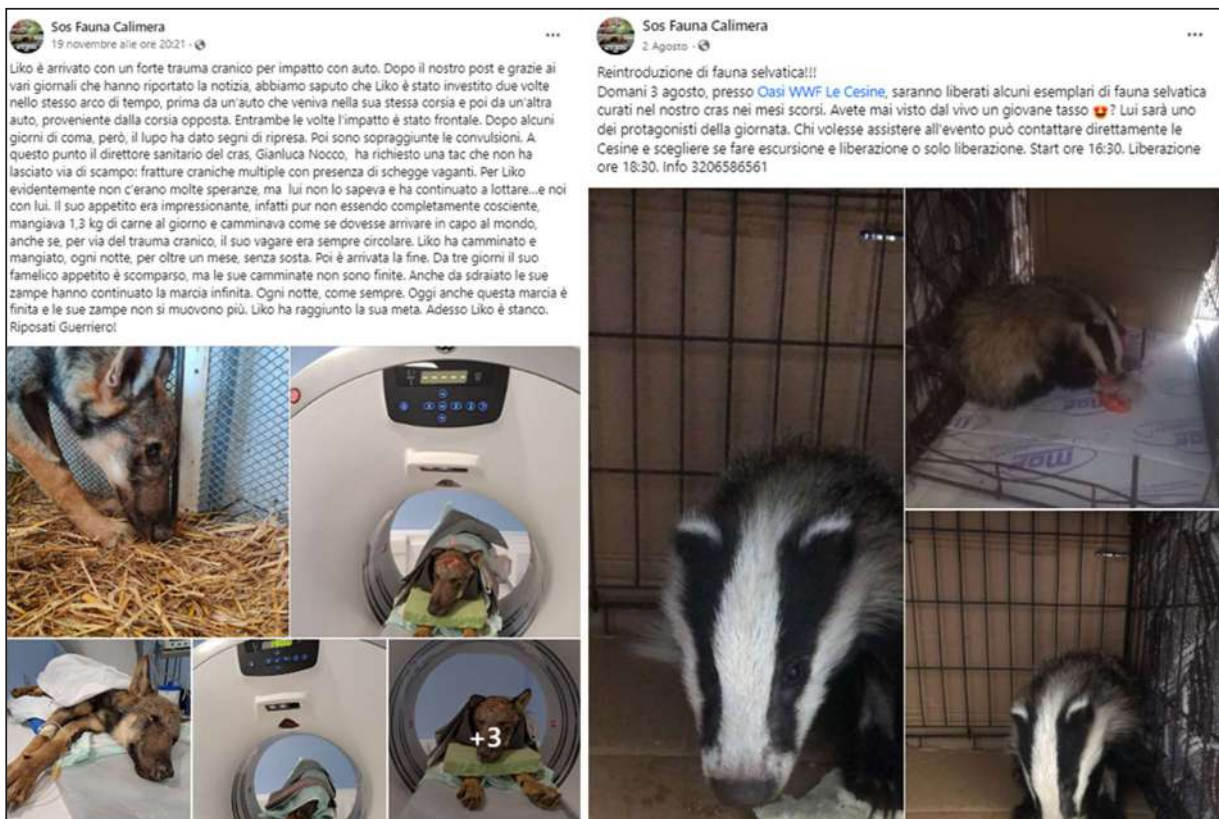 Sos Fauna Calimera
19 novembre alle ore 20:21
Liko è arrivato con un forte trauma cranico per impatto con auto. Dopo il nostro post e grazie ai
vari giornali che hanno riportato la notizia, abbiamo saputo che Liko è stato investito due volte
nello stesso arco di tempo, prima da un'auto che veniva nella sua stessa corsia e poi da un'altra
auto, proveniente dalla corsia opposta. Entrambe le volte l'impatto è stato frontale. Dopo alcuni
giorni di coma, però, il lupo ha dato segni di ripresa. Poi sono sopraggiunte le convulsioni. A
questo punto il direttore sanitario del cras, Gianluca Nocco, ha richiesto una tac che non ha
lasciato via di scampo: fratture craniche multiple con presenza di schegge vaganti. Per Liko
evidentemente non c'erano molte speranze, ma lui non lo sapeva e ha continuato a lottare...e noi
con lui. Il suo appetito era impressionante, infatti pur non essendo completamente cosciente,
mangiava 1,3 kg di carne al giorno e camminava come se dovesse arrivare in capo al mondo,
anche se, per via del trauma cranico, il suo vagare era sempre circolare. Liko ha camminato e
mangiato, ogni notte, per oltre un mese, senza sosta. Poi è arrivata la fine. Da tre giorni il suo
famelico appetito è scomparso, ma le sue camminate non sono finite. Anche da sdraiato le sue
zampe hanno continuato la marcia infinita. Ogni notte, come sempre. Oggi anche questa marcia è
finita e le sue zampe non si muovono più. Liko ha raggiunto la sua meta. Adesso Liko è stanco.
Riposati Guerriero!
+3
Sos Fauna Calimera
2 Agosto
Reintroduzione di fauna selvatica!!!
Domani 3 agosto, presso Oasi WWF Le Cesine, saranno liberati alcuni esemplari di fauna selvatica
curati nel nostro cras nei mesi scorsi. Avete mai visto dal vivo un giovane tasso 🤩? Lui sarà uno
dei protagonisti della giornata. Chi volesse assistere all'evento può contattare direttamente le
Cesine e scegliere se fare escursione e liberazione o solo liberazione. Start ore 16:30. Liberazione
ore 18:30. Info 3206586561